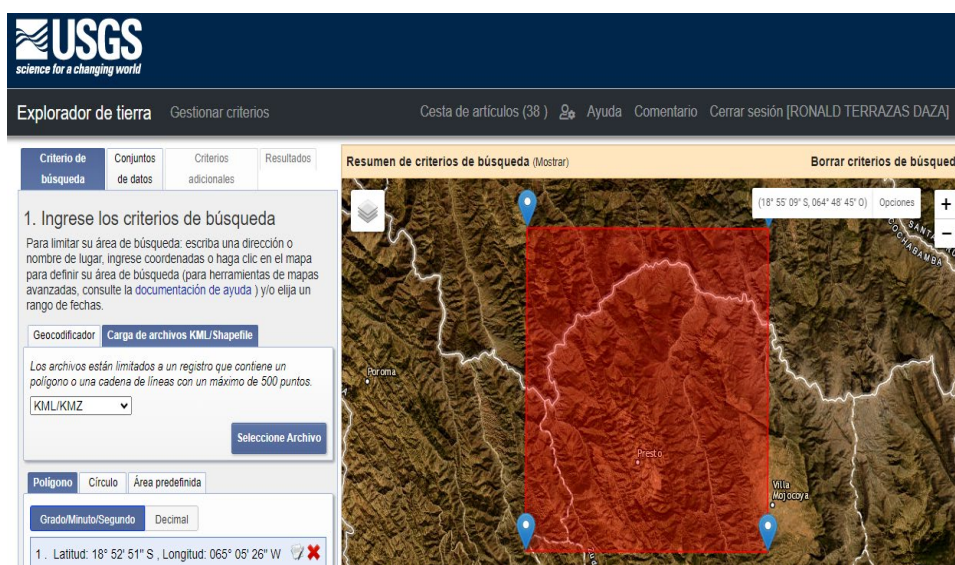 USGS
science for a changing world
Explorador de tierra Gestionar criterios Cesta de artículos (38 ) Ayuda Comentario Cerrar sesión [RONALD TERRAZAS DAZA]
Criterio de búsqueda
Conjuntos de datos
Criterios adicionales
Resultados
1. Ingrese los criterios de búsqueda
Para limitar su área de búsqueda: escriba una dirección o
nombre de lugar, ingrese coordenadas o haga clic en el mapa
para definir su área de búsqueda (para herramientas de mapas
avanzadas, consulte la documentación de ayuda ) y/o elija un
rango de fechas.
Geocodificador Carga de archivos KML/Shapefile
Los archivos están limitados a un registro que contiene un
polígono o una cadena de líneas con un máximo de 500 puntos.
KML/KMZ
Seleccione Archivo
Polígono Círculo Área predefinida
Grado/Minuto/Segundo Decimal
1 . Latitud: 18° 52' 51" S , Longitud: 065° 05' 26" W
Resumen de criterios de búsqueda (Mostrar) Borrar criterios de búsqued
(18° 55' 09" S, 064° 48' 45" O) Opciones +
−
COCHABAMBA
Poroma
Presto
Villa
Mojocoya